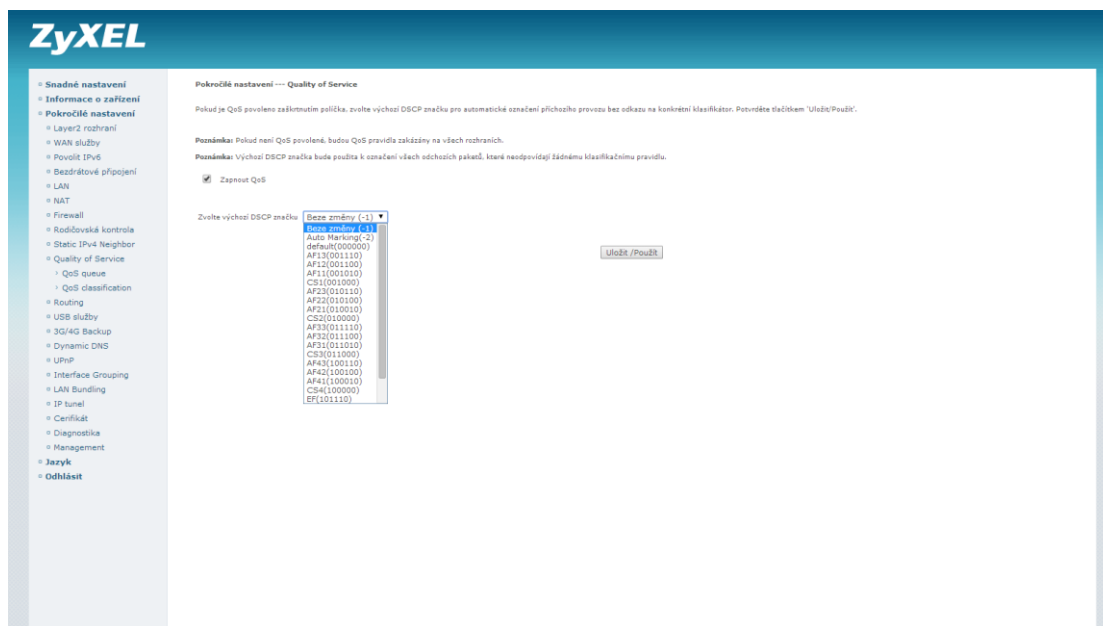 ZyXEL
Snadné nastavení
Informace o zařízení
Pokročilé nastavení
Layer2 rozhraní
WAN služby
Povolit IPv6
Bezdrátové připojení
LAN
NAT
Firewall
Rodičovská kontrola
Static IPv4 Neighbor
Quality of Service
QoS queue
QoS classification
Routing
USB služby
3G/4G Backup
Dynamic DNS
UPnP
Interface Grouping
LAN Bundling
IP tunel
Cerifikát
Diagnostika
Management
Jazyk
Odhlásit
Pokročilé nastavení --- Quality of Service
Pokud je QoS povoleno zaškrtnutím políčka, zvolte výchozí DSCP značku pro automatické označení příchozího provozu bez odkazu na konkrétní klasifikátor. Potvrděte tlačítkem 'Uložit/Použít'.
Poznámka: Pokud není QoS povolené, budou QoS pravidla zakázány na všech rozhraních.
Poznámka: Výchozí DSCP značka bude použita k označení všech odchozích paketů, které neodpovídají žádnému klasifikačnímu pravidlu.
Zapnout QoS
Zvolte výchozí DSCP značku Beze změny (-1)
Beze změny (-1)
Auto Marking(-2)
default(000000)
AF13(001110)
AF12(001100)
AF11(001010)
CS1(001000)
AF23(010110)
AF22(010100)
AF21(010010)
CS2(010000)
AF33(011110)
AF32(011100)
AF31(011010)
CS3(011000)
AF43(100110)
AF42(100100)
AF41(100010)
CS4(100000)
EF(101110)
Uložit /Použít